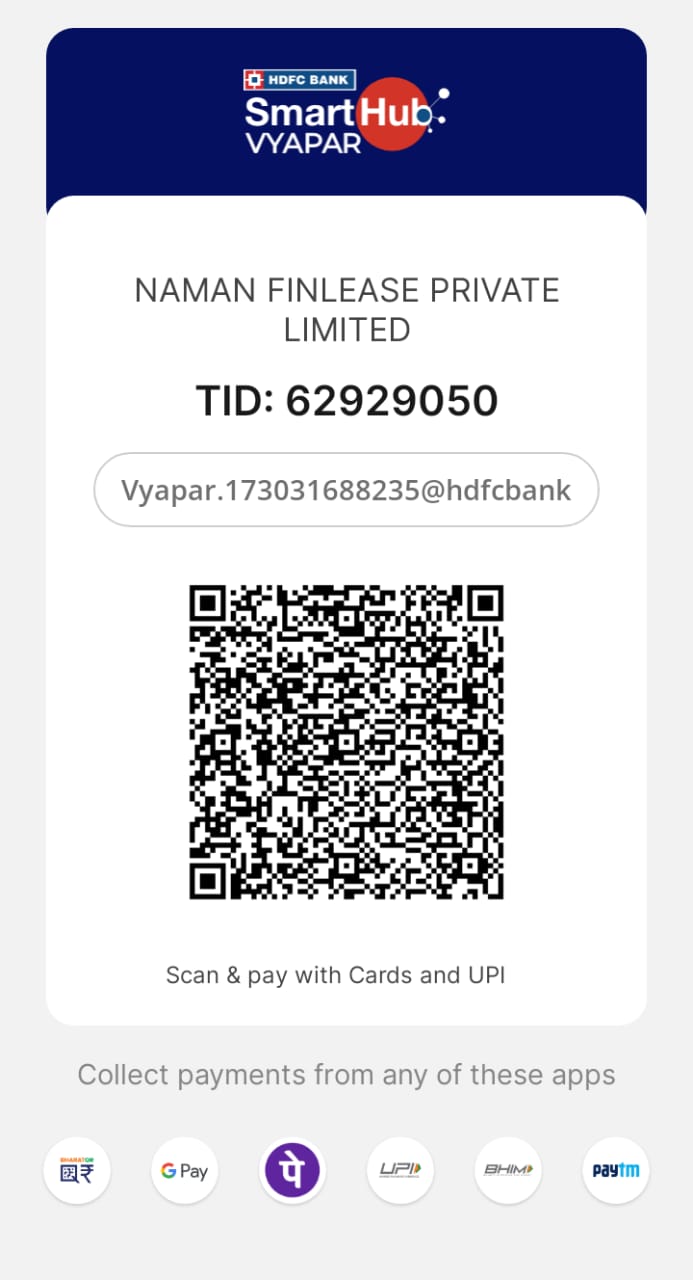 HDFC BANK
SmartHub
VYAPAR
NAMAN FINLEASE PRIVATE
LIMITED
TID: 62929050
Vyapar.173031688235@hdfcbank
Scan & pay with Cards and UPI
Collect payments from any of these apps
BHARATQR
G Pay
पे
UPI
BHIM
paytm